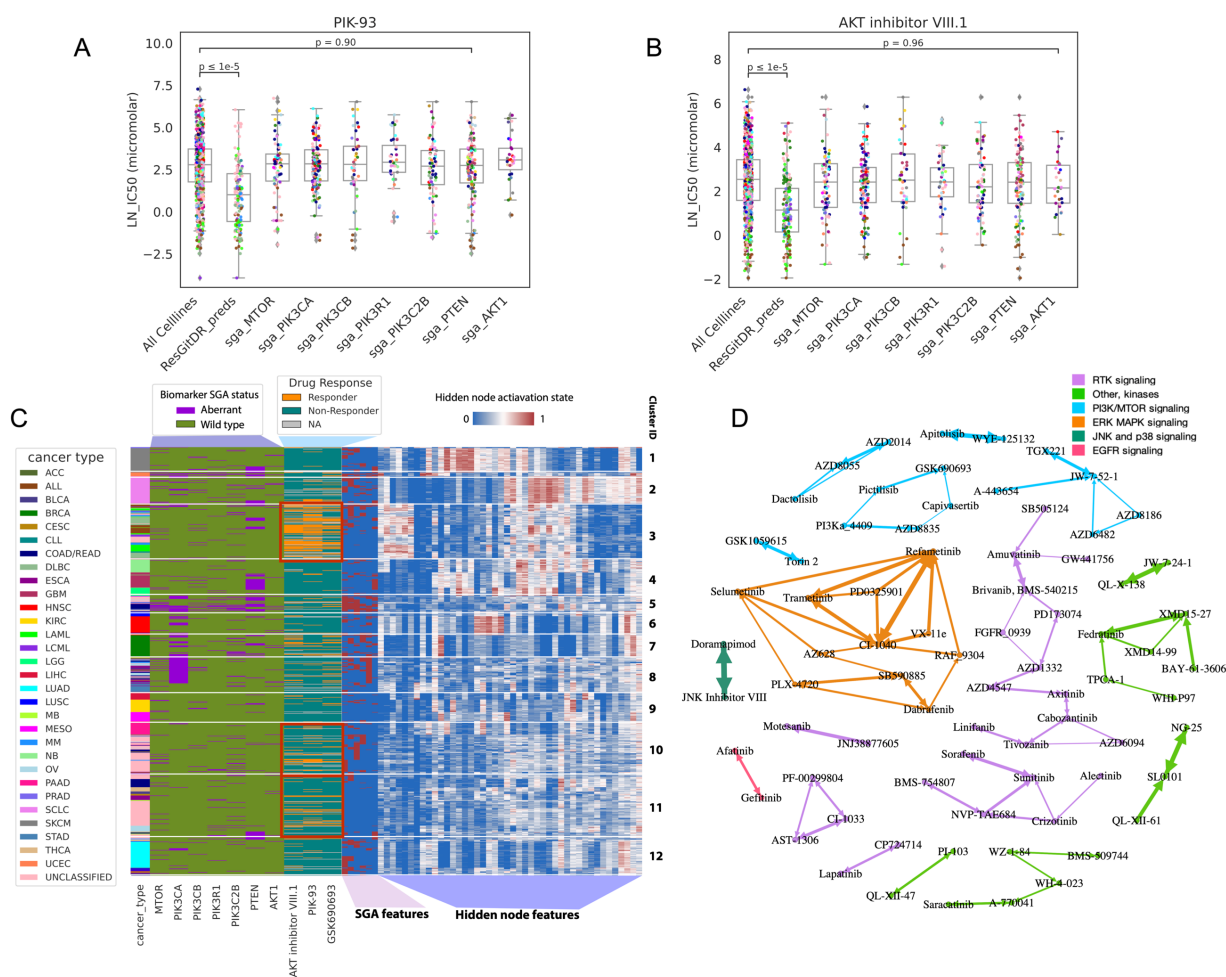 A
PIK-93
p = 0.90
p ≤ 1e-5
LN_IC50 (micromolar)
10.0
7.5
5.0
2.5
0.0
−2.5
All Celllines
ResGitDR_preds
sga_MTOR
sga_PIK3CA
sga_PIK3CB
sga_PIK3R1
sga_PIK3C2B
sga_PTEN
sga_AKT1
B
AKT inhibitor VIII.1
p = 0.96
p ≤ 1e-5
LN_IC50 (micromolar)
8
6
4
2
0
−2
All Celllines
ResGitDR_preds
sga_MTOR
sga_PIK3CA
sga_PIK3CB
sga_PIK3R1
sga_PIK3C2B
sga_PTEN
sga_AKT1
C
Biomarker SGA status
Aberrant
Wild type
Drug Response
Responder
Non-Responder
NA
Hidden node actiavation state
0
1
Cluster ID
cancer type
ACC
ALL
BLCA
BRCA
CESC
CLL
COAD/READ
DLBC
ESCA
GBM
HNSC
KIRC
LAML
LCML
LGG
LIHC
LUAD
LUSC
MB
MESO
MM
NB
OV
PAAD
PRAD
SCLC
SKCM
STAD
THCA
UCEC
UNCLASSIFIED
1
2
3
4
5
6
7
8
9
10
11
12
cancer_type
MTOR
PIK3CA
PIK3CB
PIK3R1
PIK3C2B
PTEN
AKT1
AKT inhibitor VIII.1
PIK-93
GSK690693
SGA features
Hidden node features
D
RTK signaling
Other, kinases
PI3K/MTOR signaling
ERK MAPK signaling
JNK and p38 signaling
EGFR signaling
AZD2014
Apitolisib
WYE-125132
TGX221
AZD8055
GSK690693
JW-7-52-1
Dactolisib
Pictilisib
A-443654
Capivasertib
SB505124
AZD8186
PI3Ka_4409
AZD8835
AZD6482
GSK1059615
Torin 2
Refametinib
Amuvatinib
GW441756
JW-7-24-1
QL-X-138
Selumetinib
Trametinib
PD0325901
Brivanib, BMS-540215
PD173074
XMD15-27
FGFR_0939
Fedratinib
VX-11e
CI-1040
Doramapimod
AZ628
RAF_9304
XMD14-99
AZD1332
TPCA-1
BAY-61-3606
PLX-4720
SB590885
AZD4547
Axitinib
WHI-P97
JNK Inhibitor VIII
Dabrafenib
Cabozantinib
Motesanib
JNJ38877605
Linifanib
Tivozanib
AZD6094
NG-25
Afatinib
Sorafenib
Gefitinib
PF-00299804
BMS-754807
Sunitinib
Alectinib
SL0101
CI-1033
NVP-TAE684
Crizotinib
QL-XII-61
AST-1306
CP724714
PI-103
WZ-1-84
BMS-509744
Lapatinib
QL-XII-47
WH-4-023
Saracatinib
A-770041